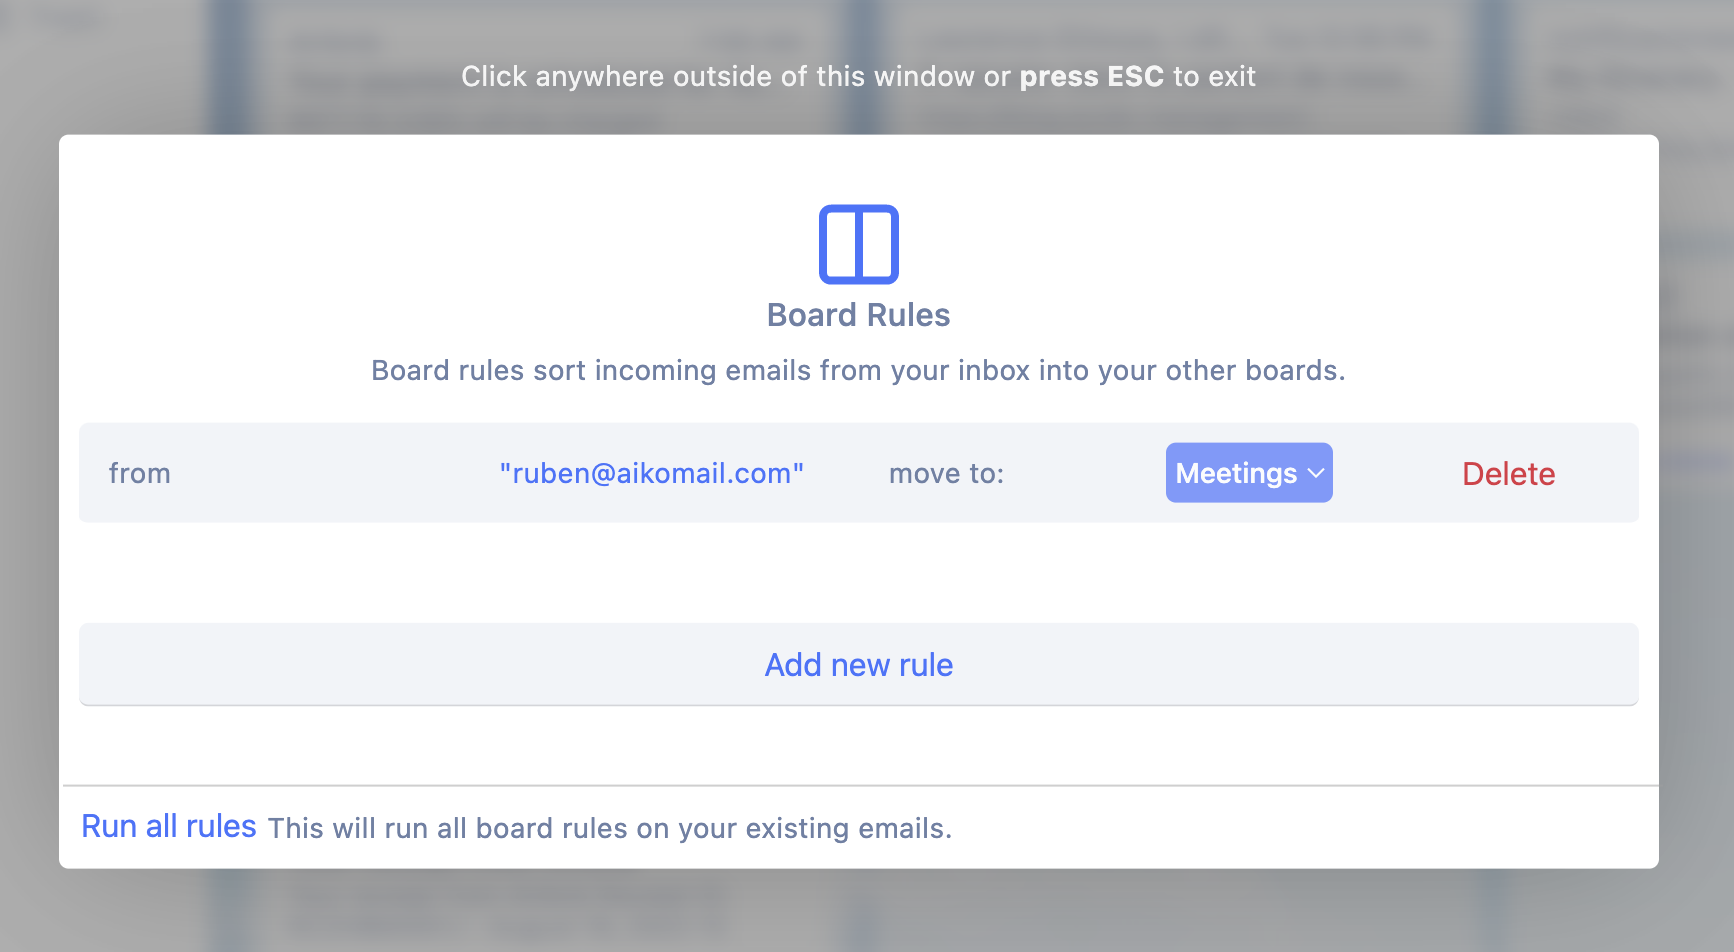 Click anywhere outside of this window or press ESC to exit
Board Rules
Board rules sort incoming emails from your inbox into your other boards.
from "ruben@aikomail.com" move to: Meetings Delete
Add new rule
Run all rules This will run all board rules on your existing emails.